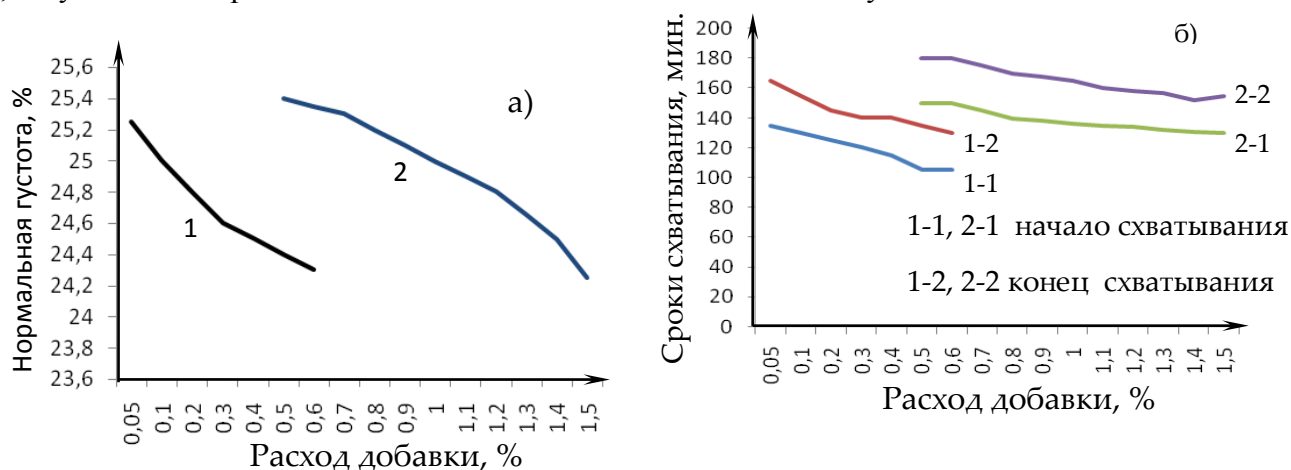 а)
Нормальная густота, %
25,6
25,4
25,2
25
24,8
24,6
24,4
24,2
24
23,8
23,6
1
2
0,05 0,1 0,2 0,3 0,4 0,5 0,6 0,7 0,8 0,9 1 1,1 1,2 1,3 1,4 1,5
Расход добавки, %
б)
Сроки схватывания, мин.
200
180
160
140
120
100
80
60
40
20
0
2-2
2-1
1-2
1-1
1-1, 2-1 начало схватывания
1-2, 2-2 конец схватывания
0,05 0,1 0,2 0,3 0,4 0,5 0,6 0,7 0,8 0,9 1 1,1 1,2 1,3 1,4 1,5
Расход добавки, %